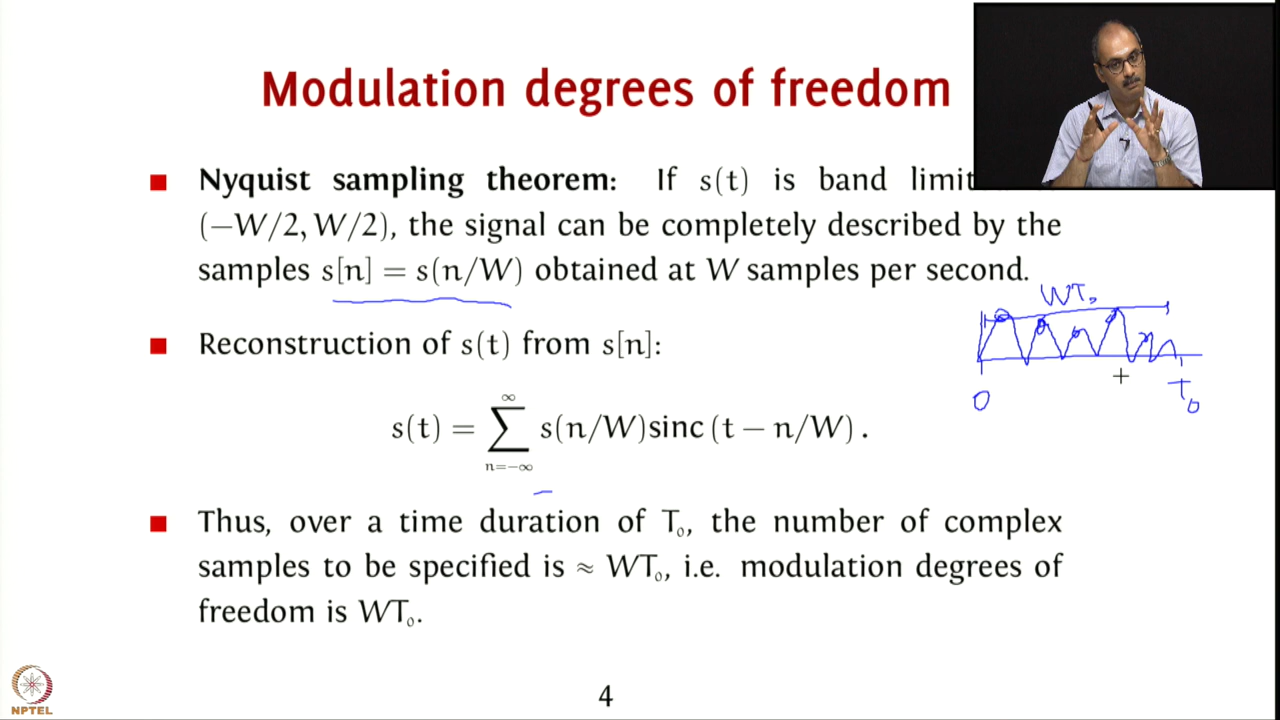 Modulation degrees of freedom
Nyquist sampling theorem: If s(t) is band limit
(−W/2, W/2), the signal can be completely described by the
samples s[n] = s(n/W) obtained at W samples per second.
WT₀
Reconstruction of s(t) from s[n]:
0
T₀
s(t) = ∑_{n=−∞}^{∞} s(n/W)sinc (t − n/W) .
Thus, over a time duration of T₀, the number of complex
samples to be specified is ≈ WT₀, i.e. modulation degrees of
freedom is WT₀.
NPTEL
4